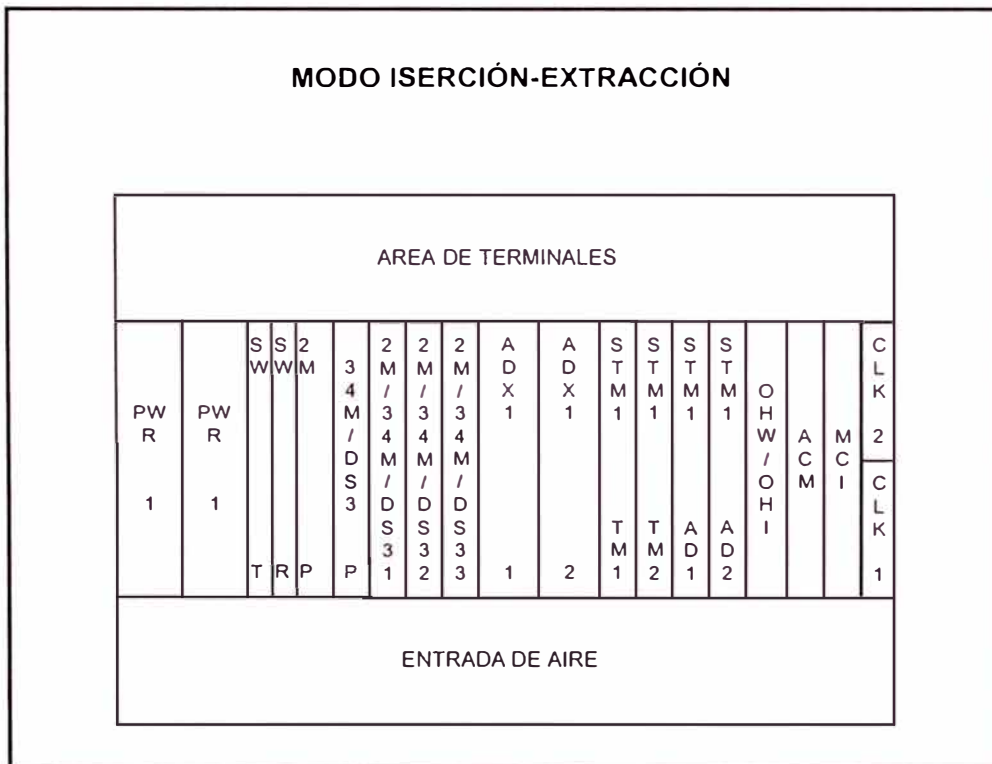 MODO ISERCIÓN-EXTRACCIÓN
AREA DE TERMINALES
PWR 1
PWR 1
SW T
SW R
2M P
34M/DS3 P
2M/34M/DS3 1
2M/34M/DS3 2
2M/34M/DS3 3
ADX1 1
ADX1 2
STM1 TM1
STM1 TM2
STM1 AD1
STM1 AD2
OHW/OHI
ACM
MCI
CLK 2
CLK 1
ENTRADA DE AIRE